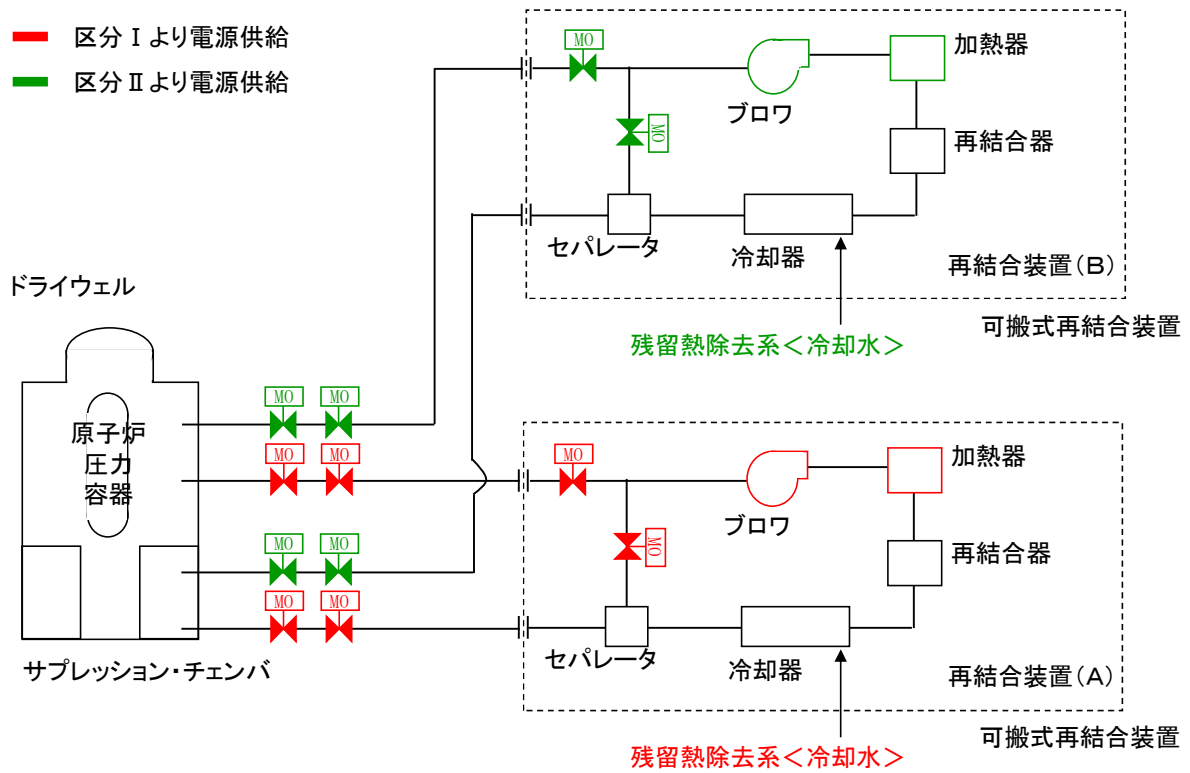 区分Ⅰより電源供給
区分Ⅱより電源供給
MO
加熱器
ブロワ
MO
再結合器
セパレータ
冷却器
再結合装置(B)
可搬式再結合装置
残留熱除去系<冷却水>
ドライウェル
原子炉
圧力
容器
MO
MO
MO
MO
MO
加熱器
ブロワ
MO
再結合器
MO
MO
MO
MO
セパレータ
冷却器
再結合装置(A)
サプレッション・チェンバ
可搬式再結合装置
残留熱除去系<冷却水>